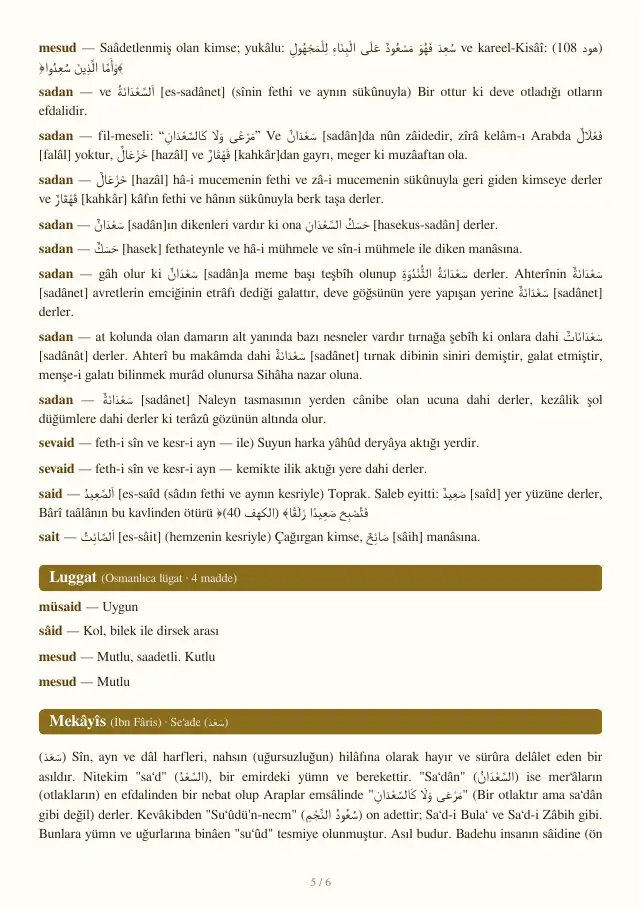 mesud — Saâdetlenmiş olan kimse; yukâlu: سُعِدَ فَهُوَ مَسْعُودٌ عَلَى الْبِنَاءِ لِلْمَجْهُولِ ve kareel-Kisâî: (هود 108)
﴿وَأَمَّا الَّذِينَ سُعِدُوا﴾
sadan — ve اَلسَّعْدَانَةُ [es-sadânet] (sînin fethi ve aynın sükûnuyla) Bir ottur ki deve otladığı otların
efdalidir.
sadan — fil-meseli: “مَرْعًى وَلَا كَالسَّعْدَانِ” Ve سَعْدَانٌ [sadân]da nûn zâidedir, zîrâ kelâm-ı Arabda فَعْلَالٌ
[falâl] yoktur, خَزْعَالٌ [hazâl] ve قَهْقَارٌ [kahkâr]dan gayrı, meger ki muzâaftan ola.
sadan — خَزْعَالٌ [hazâl] hâ-i mucemenin fethi ve zâ-i mucemenin sükûnuyla geri giden kimseye derler
ve قَهْقَارٌ [kahkâr] kâfın fethi ve hânın sükûnuyla berk taşa derler.
sadan — سَعْدَانٌ [sadân]ın dikenleri vardır ki ona حَسَكُ السَّعْدَانِ [hasekus-sadân] derler.
sadan — حَسَكٌ [hasek] fethateynle ve hâ-i mühmele ve sîn-i mühmele ile diken manâsına.
sadan — gâh olur ki سَعْدَانٌ [sadân]a meme başı teşbîh olunup سَعْدَانَةُ الثُّنْدُوَةِ derler. Ahterînin سَعْدَانَةٌ
[sadânet] avretlerin emciğinin etrâfı dediği galattır, deve göğsünün yere yapışan yerine سَعْدَانَةٌ [sadânet]
derler.
sadan — at kolunda olan damarın alt yanında bazı nesneler vardır tırnağa şebîh ki onlara dahi سَعْدَانَاتٌ
[sadânât] derler. Ahterî bu makâmda dahi سَعْدَانَةٌ [sadânet] tırnak dibinin siniri demiştir, galat etmiştir,
menşe-i galatı bilinmek murâd olunursa Sihâha nazar oluna.
sadan — سَعْدَانَةٌ [sadânet] Naleyn tasmasının yerden cânibe olan ucuna dahi derler, kezâlik şol
düğümlere dahi derler ki terâzû gözünün altında olur.
sevaid — feth-i sîn ve kesr-i ayn — ile) Suyun harka yâhûd deryâya aktığı yerdir.
sevaid — feth-i sîn ve kesr-i ayn — kemikte ilik aktığı yere dahi derler.
said — اَلصَّعِيدُ [es-saîd (sâdın fethi ve aynın kesriyle) Toprak. Saleb eyitti: صَعِيدٌ [saîd] yer yüzüne derler,
Bârî taâlânın bu kavlinden ötürü ﴿فَتُصْبِحَ صَعِيدًا زَلَقًا﴾ (الكهف 40)
sait — اَلصَّائِتُ [es-sâit] (hemzenin kesriyle) Çağırgan kimse, صَائِحٌ [sâih] manâsına.
Luggat (Osmanlıca lügat · 4 madde)
müsaid — Uygun
sâid — Kol, bilek ile dirsek arası
mesud — Mutlu, saadetli. Kutlu
mesud — Mutlu
Mekâyîs (İbn Fâris) · Se'ade (سَعَدَ)
(سَعَدَ) Sîn, ayn ve dâl harfleri, nahsın (uğursuzluğun) hilâfına olarak hayır ve sürûra delâlet eden bir
asıldır. Nitekim "sa‘d" (السَّعْدُ), bir emirdeki yümn ve berekettir. "Sa‘dân" (السَّعْدَانُ) ise mer‘âların
(otlakların) en efdalinden bir nebat olup Araplar emsâlinde "مَرْعًى وَلَا كَالسَّعْدَانِ" (Bir otlaktır ama sa‘dân
gibi değil) derler. Kevâkibden "Su‘ûdü'n-necm" (سُعُودُ النَّجْمِ) on adettir; Sa‘d-i Bula‘ ve Sa‘d-i Zâbih gibi.
Bunlara yümn ve uğurlarına binâen "su‘ûd" tesmiye olunmuştur. Asıl budur. Badehu insanın sâidine (ön
5 / 6